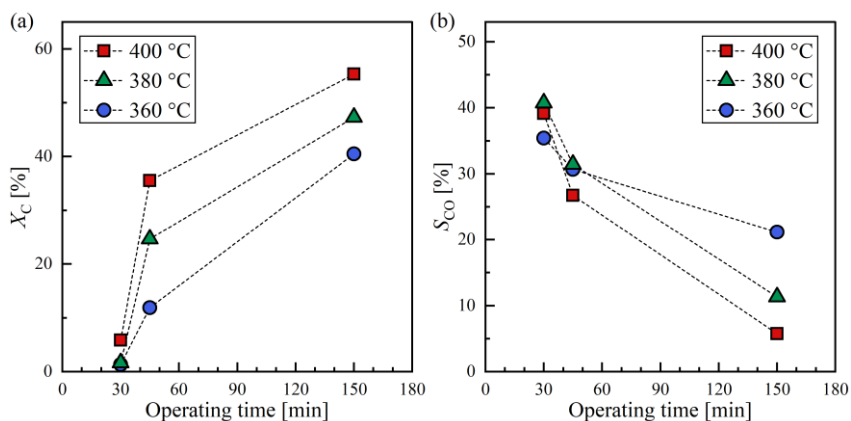 (a)
400 °C
380 °C
360 °C
X_C [%]
60
40
20
0
0 30 60 90 120 150 180
Operating time [min]
(b)
400 °C
380 °C
360 °C
S_CO [%]
50
40
30
20
10
0
0 30 60 90 120 150 180
Operating time [min]